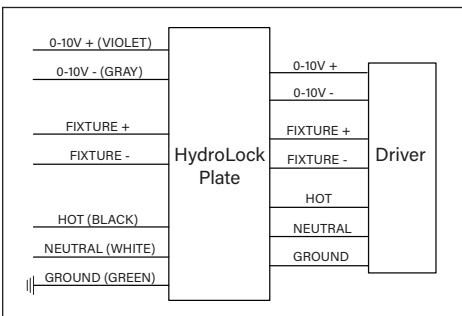 0-10V + (VIOLET)
0-10V - (GRAY)
FIXTURE +
FIXTURE -
HOT (BLACK)
NEUTRAL (WHITE)
GROUND (GREEN)
HydroLock
Plate
0-10V +
0-10V -
FIXTURE +
FIXTURE -
HOT
NEUTRAL
GROUND
Driver